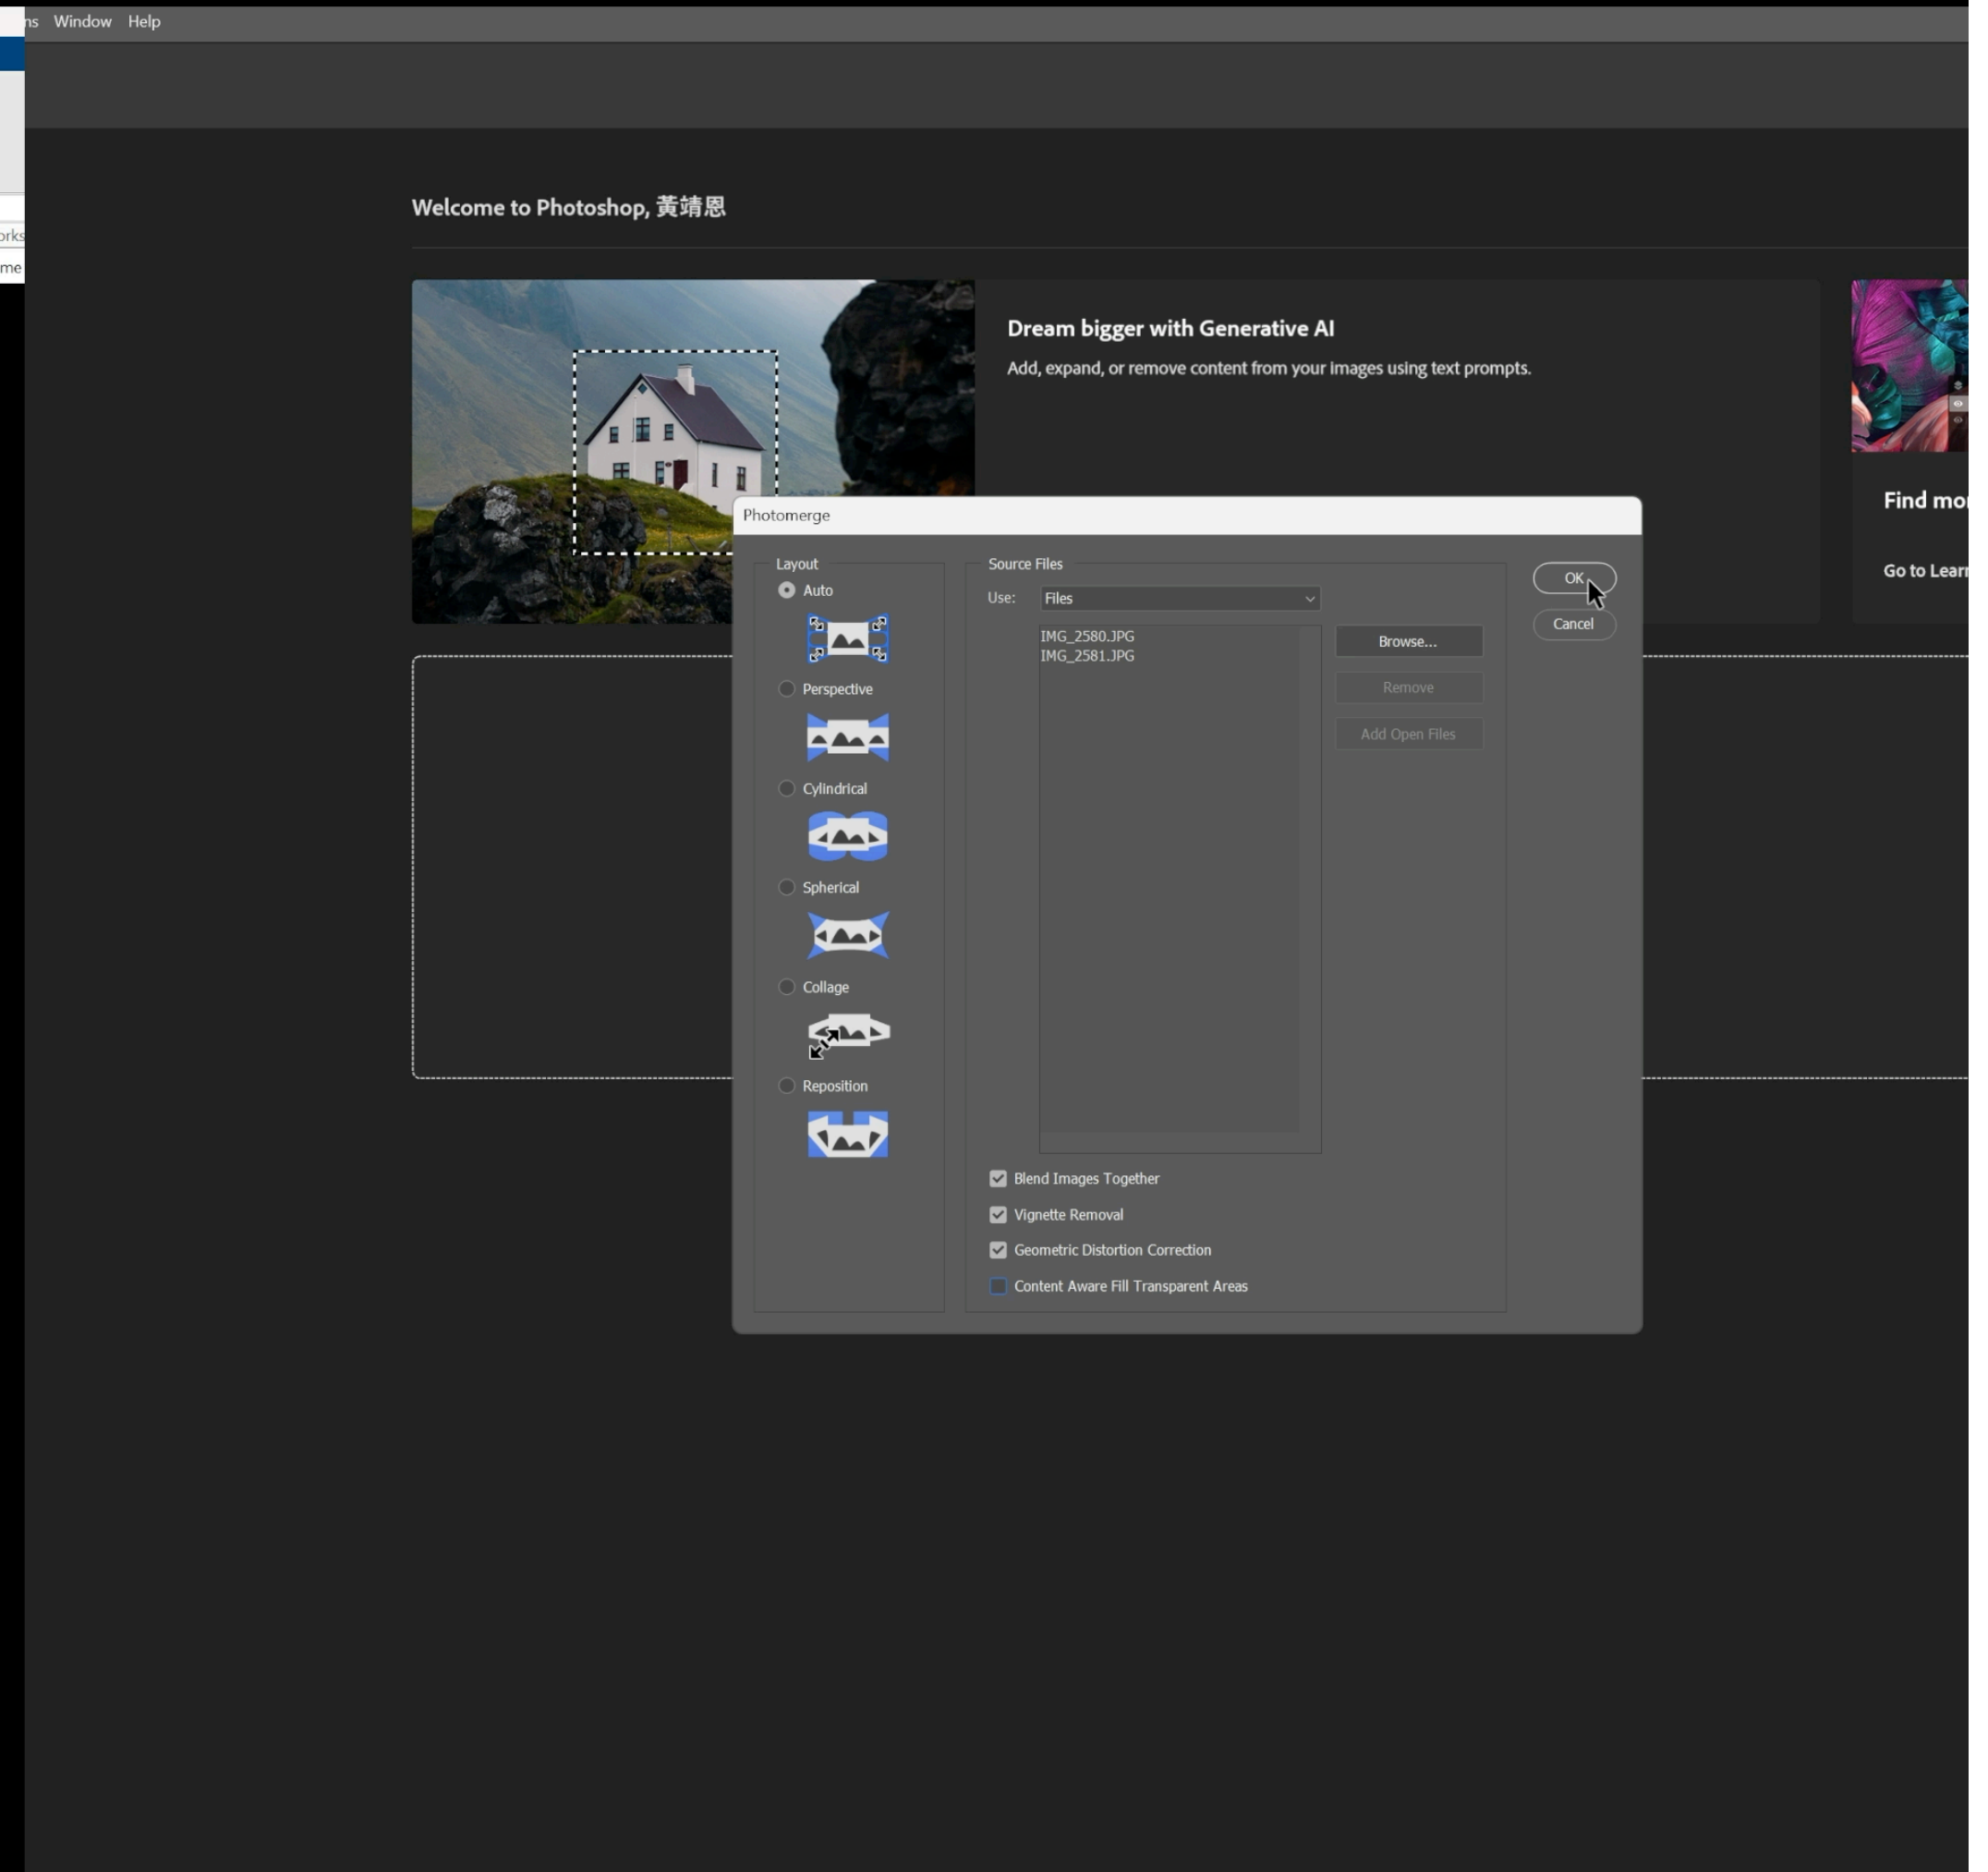 ns Window Help
orks
me
Welcome to Photoshop, 黃靖恩
Dream bigger with Generative AI
Add, expand, or remove content from your images using text prompts.
Find mo
Go to Lear
Photomerge
Layout
Auto
Perspective
Cylindrical
Spherical
Collage
Reposition
Source Files
Use: Files
IMG_2580.JPG
IMG_2581.JPG
Browse...
Remove
Add Open Files
OK
Cancel
Blend Images Together
Vignette Removal
Geometric Distortion Correction
Content Aware Fill Transparent Areas